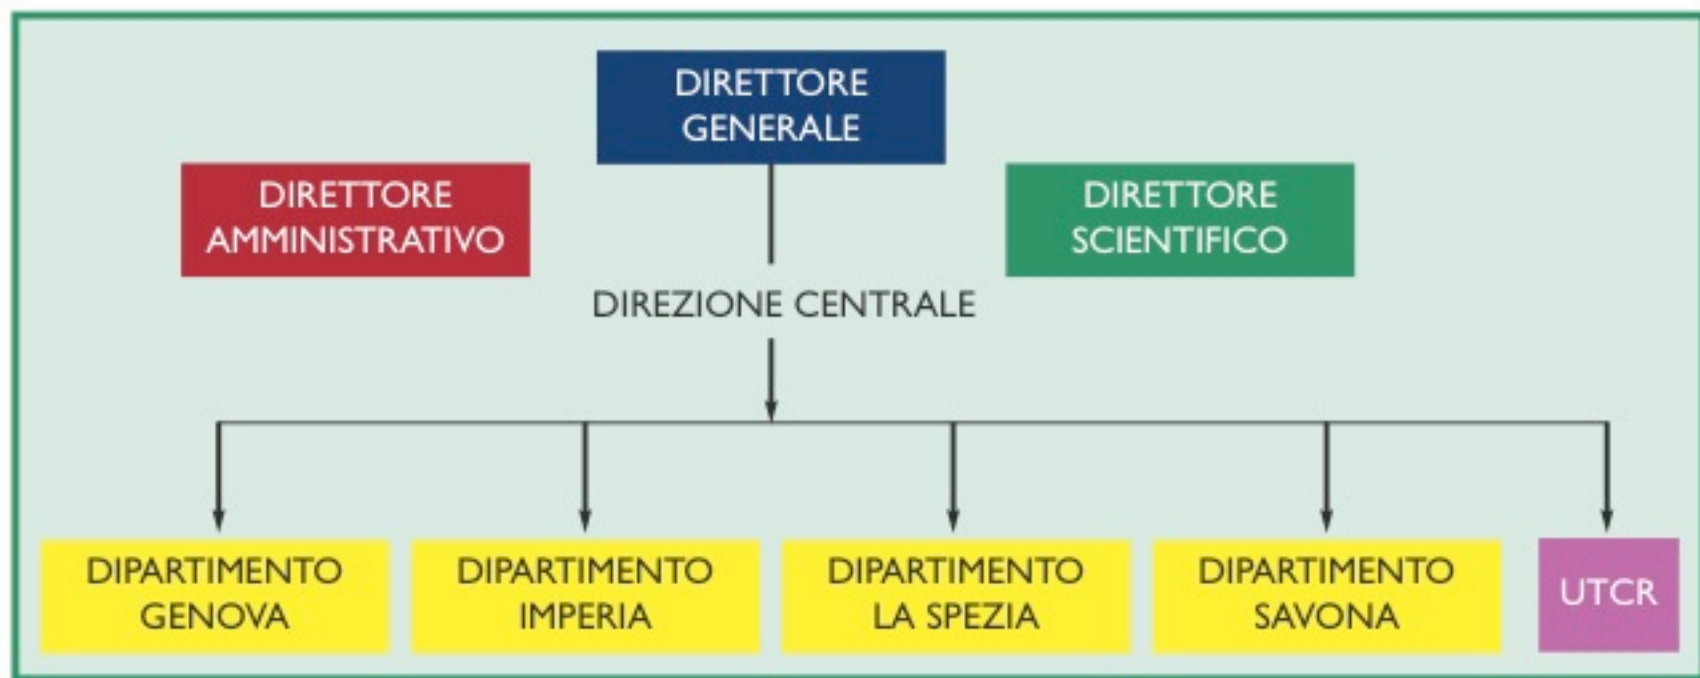 DIRETTORE
GENERALE
DIRETTORE
AMMINISTRATIVO
DIRETTORE
SCIENTIFICO
DIREZIONE CENTRALE
DIPARTIMENTO
GENOVA
DIPARTIMENTO
IMPERIA
DIPARTIMENTO
LA SPEZIA
DIPARTIMENTO
SAVONA
UTCR